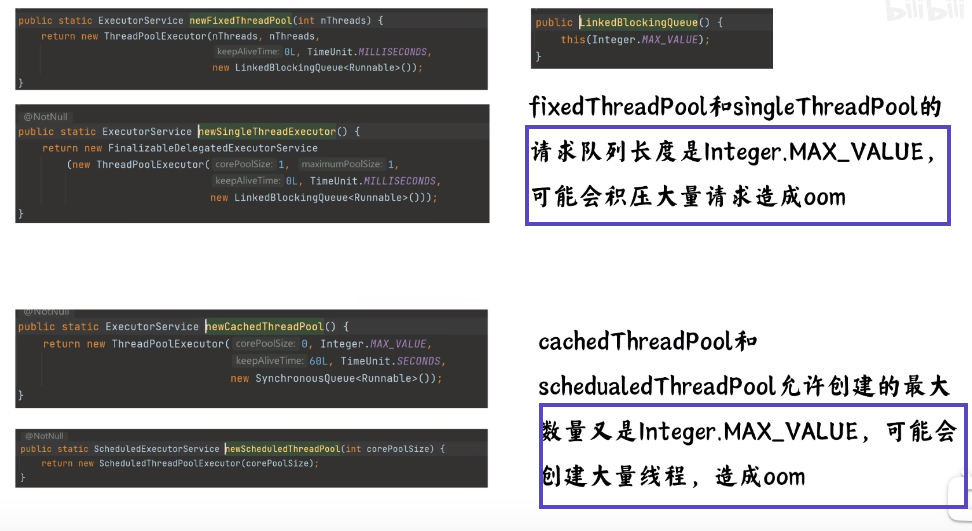 public static ExecutorService newFixedThreadPool(int nThreads) {
return new ThreadPoolExecutor(nThreads, nThreads,
keepAliveTime: 0L, TimeUnit.MILLISECONDS,
new LinkedBlockingQueue<Runnable>());
}
@NotNull
public static ExecutorService newSingleThreadExecutor() {
return new FinalizableDelegatedExecutorService
(new ThreadPoolExecutor( corePoolSize: 1, maximumPoolSize: 1,
keepAliveTime: 0L, TimeUnit.MILLISECONDS,
new LinkedBlockingQueue<Runnable>()));
}
public LinkedBlockingQueue() {
this(Integer.MAX_VALUE);
}
bilibili
fixedThreadPool和singleThreadPool的
请求队列长度是Integer.MAX_VALUE，
可能会积压大量请求造成oom
@NotNull
public static ExecutorService newCachedThreadPool() {
return new ThreadPoolExecutor( corePoolSize: 0, Integer.MAX_VALUE,
keepAliveTime: 60L, TimeUnit.SECONDS,
new SynchronousQueue<Runnable>());
}
@NotNull
public static ScheduledExecutorService newScheduledThreadPool(int corePoolSize) {
return new ScheduledThreadPoolExecutor(corePoolSize);
}
cachedThreadPool和
schedualedThreadPool允许创建的最大
数量又是Integer.MAX_VALUE，可能会
创建大量线程，造成oom